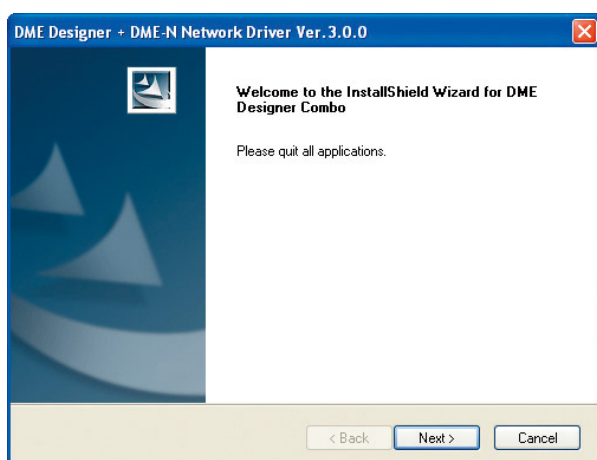 DME Designer + DME-N Network Driver Ver.3.0.0
Welcome to the InstallShield Wizard for DME
Designer Combo
Please quit all applications.
< Back
Next >
Cancel